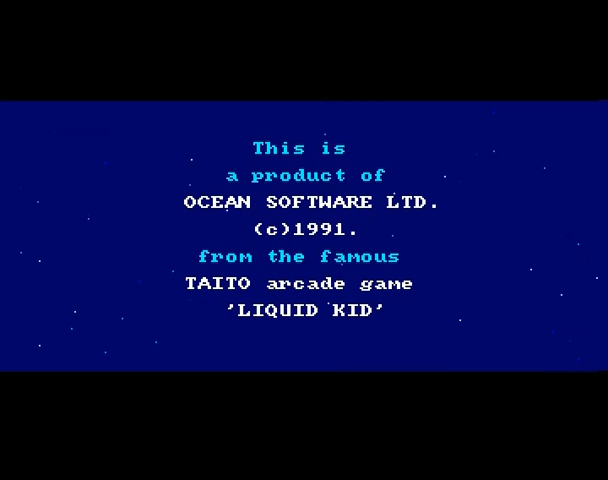 This is
a product of
OCEAN SOFTWARE LTD.
(c)1991.
from the famous
TAITO arcade game
'LIQUID KID'